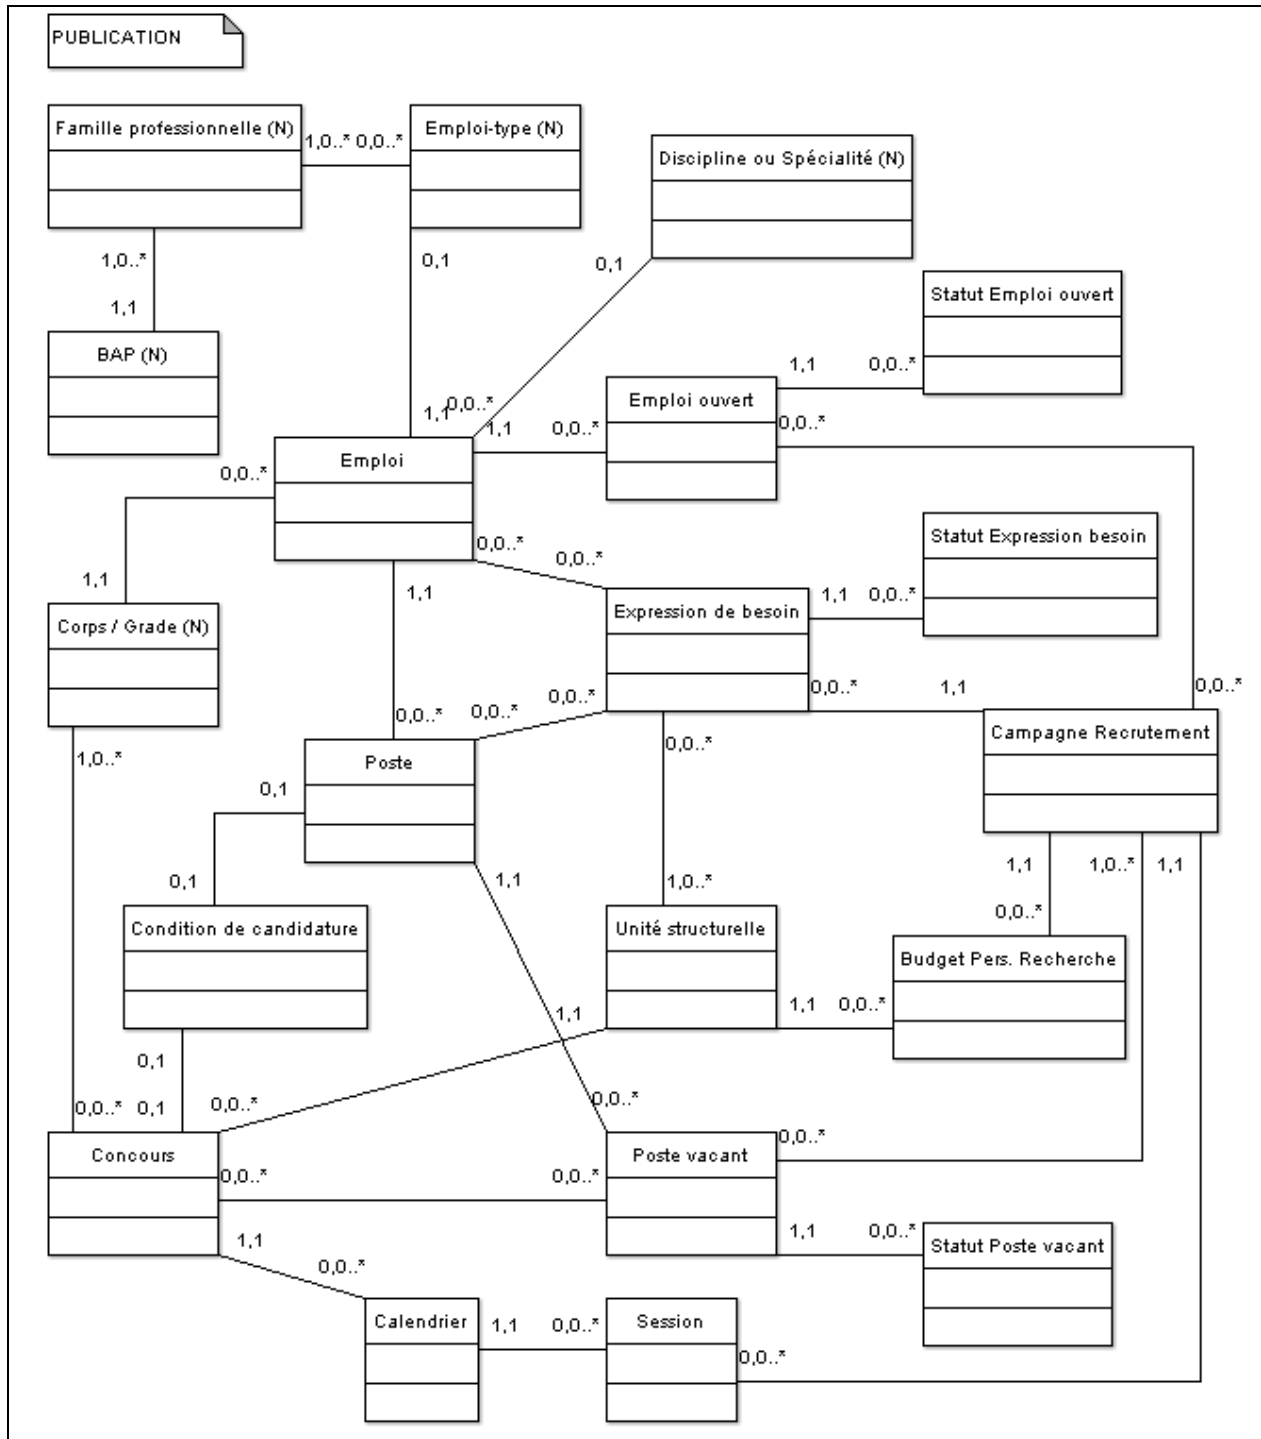 PUBLICATION
Famille professionnelle (N)
1,0..* 0,0..*
Emploi-type (N)
Discipline ou Spécialité (N)
1,0..*
0,1
0,1
1,1
Statut Emploi ouvert
BAP (N)
1,1
0,0..*
Emploi ouvert
1,1
0,0..*
1,1
0,0..*
0,0..*
Emploi
0,0..*
Statut Expression besoin
0,0..*
0,0..*
1,1
1,1
Corps / Grade (N)
Expression de besoin
1,1
0,0..*
0,0..*
1,1
0,0..*
0,0..*
0,0..*
0,0..*
Campagne Recrutement
1,0..*
Poste
0,0..*
0,1
1,1
1,1
1,0..*
1,1
0,1
1,0..*
0,0..*
Condition de candidature
Unité structurelle
Budget Pers. Recherche
1,1
1,1
0,0..*
0,1
0,0..*
0,1
0,0..*
0,0..*
Concours
Poste vacant
0,0..*
0,0..*
0,0..*
1,1
0,0..*
1,1
0,0..*
Statut Poste vacant
Calendrier
1,1
0,0..*
Session
0,0..*